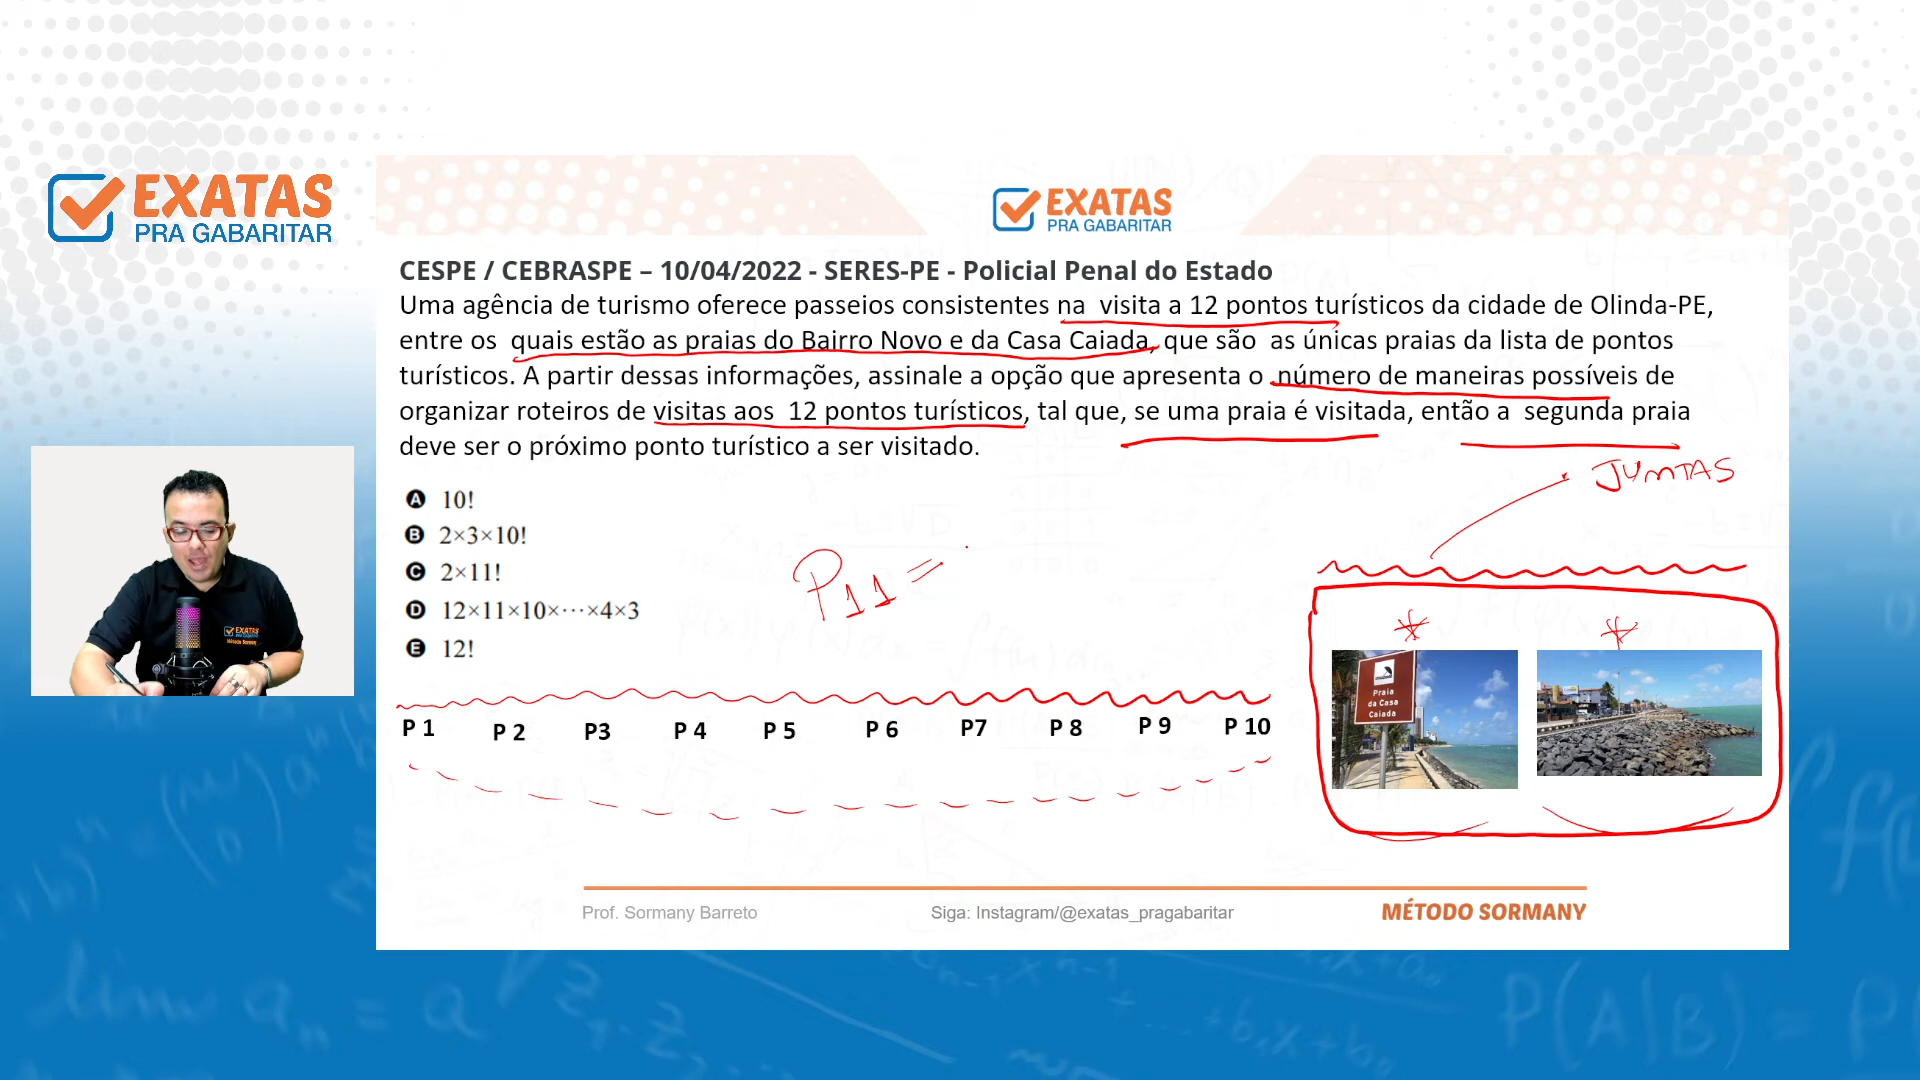 EXATAS
PRA GABARITAR
EXATAS
PRA GABARITAR
CESPE / CEBRASPE – 10/04/2022 - SERES-PE - Policial Penal do Estado
Uma agência de turismo oferece passeios consistentes na visita a 12 pontos turísticos da cidade de Olinda-PE,
entre os quais estão as praias do Bairro Novo e da Casa Caiada, que são as únicas praias da lista de pontos
turísticos. A partir dessas informações, assinale a opção que apresenta o número de maneiras possíveis de
organizar roteiros de visitas aos 12 pontos turísticos, tal que, se uma praia é visitada, então a segunda praia
deve ser o próximo ponto turístico a ser visitado.
JUNTAS
A 10!
B 2×3×10!
C 2×11!
D 12×11×10×⋯×4×3
E 12!
P11 =
Praia
da Casa
Caiada
P 1 P 2 P3 P 4 P 5 P 6 P7 P 8 P 9 P 10
Prof. Sormany Barreto Siga: Instagram/@exatas_pragabaritar MÉTODO SORMANY